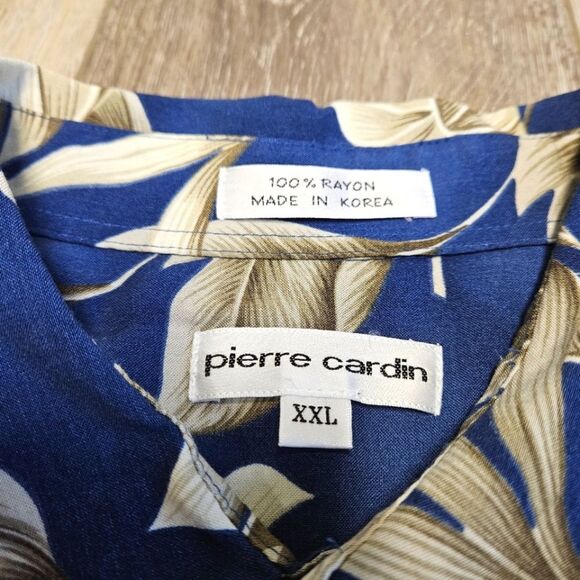 100% RAYON
MADE IN KOREA
pierre cardin
XXL